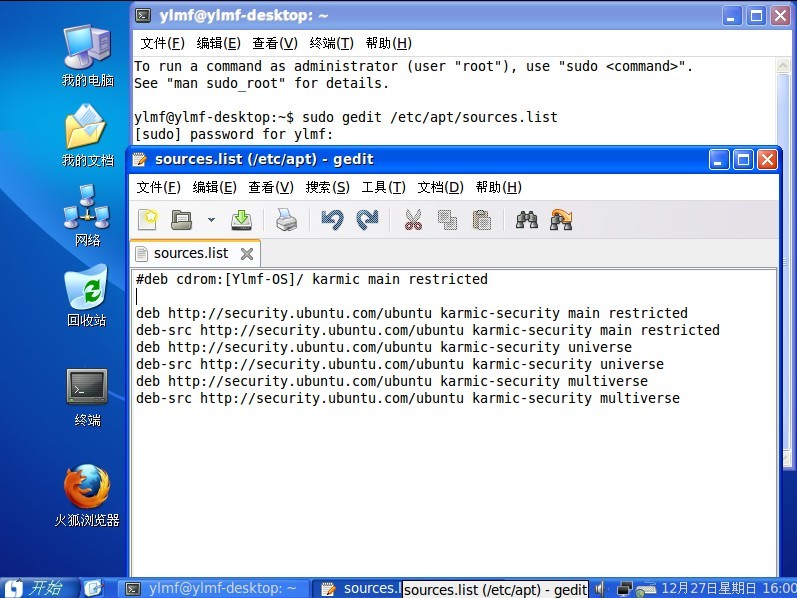 ylmf@ylmf-desktop: ~
文件(F) 编辑(E) 查看(V) 终端(T) 帮助(H)
To run a command as administrator (user "root"), use "sudo <command>".
See "man sudo_root" for details.
ylmf@ylmf-desktop:~$ sudo gedit /etc/apt/sources.list
[sudo] password for ylmf:
sources.list (/etc/apt) - gedit
文件(F) 编辑(E) 查看(V) 搜索(S) 工具(T) 文档(D) 帮助(H)
sources.list
#deb cdrom:[Ylmf-OS]/ karmic main restricted
deb http://security.ubuntu.com/ubuntu karmic-security main restricted
deb-src http://security.ubuntu.com/ubuntu karmic-security main restricted
deb http://security.ubuntu.com/ubuntu karmic-security universe
deb-src http://security.ubuntu.com/ubuntu karmic-security universe
deb http://security.ubuntu.com/ubuntu karmic-security multiverse
deb-src http://security.ubuntu.com/ubuntu karmic-security multiverse
我的电脑
我的文档
网络
回收站
终端
火狐浏览器
开始
ylmf@ylmf-desktop: ~
sources.l
sources.list (/etc/apt) - gedit
12月27日星期日 16:00